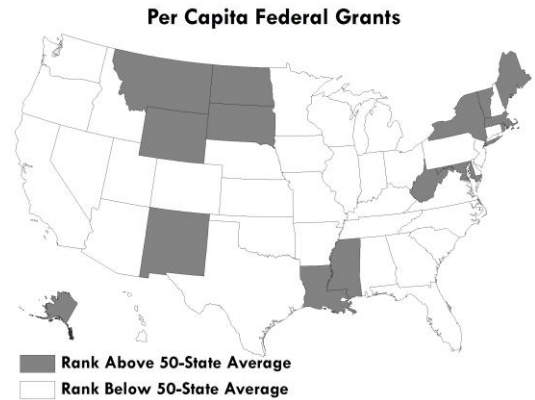 Per Capita Federal Grants
Rank Above 50-State Average
Rank Below 50-State Average